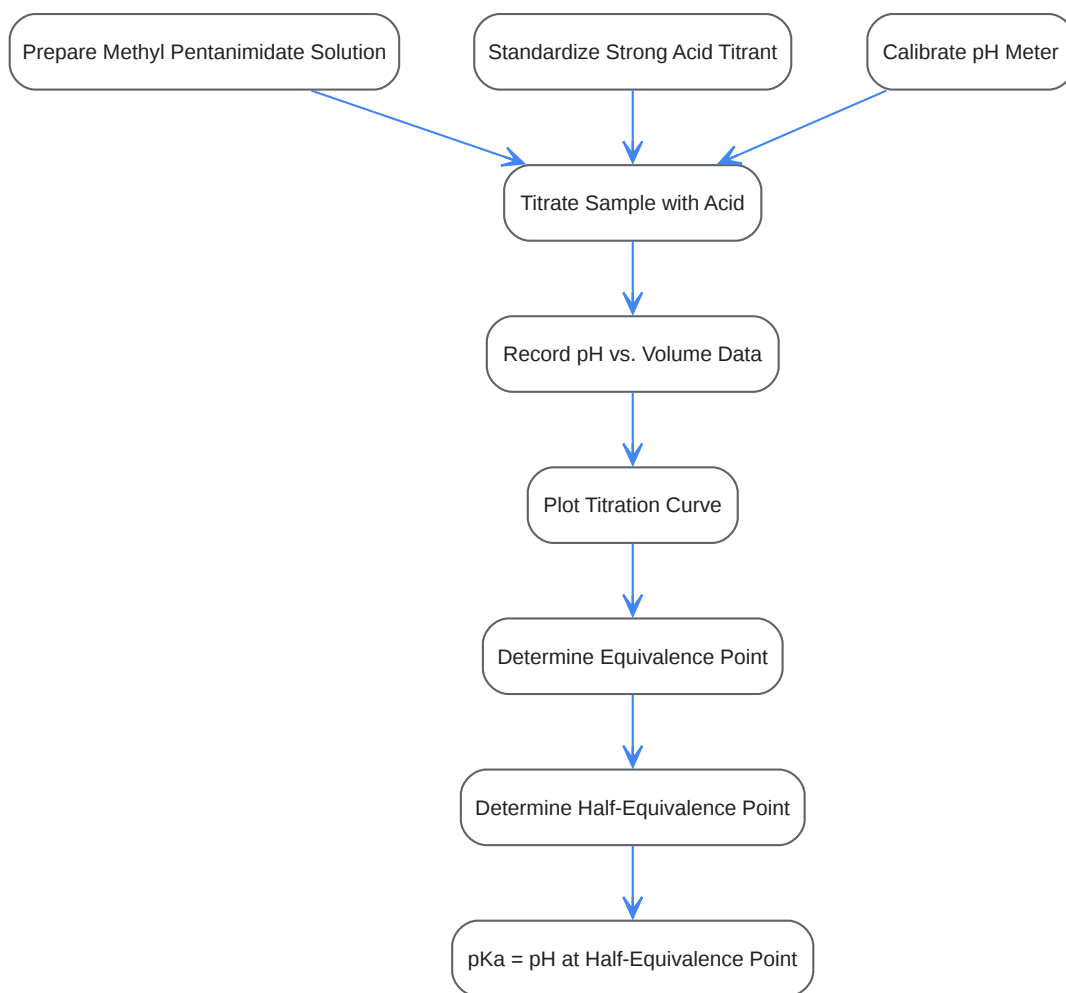 Prepare Methyl Pentanimidate Solution
Standardize Strong Acid Titrant
Calibrate pH Meter
Titrate Sample with Acid
Record pH vs. Volume Data
Plot Titration Curve
Determine Equivalence Point
Determine Half-Equivalence Point
pKa = pH at Half-Equivalence Point